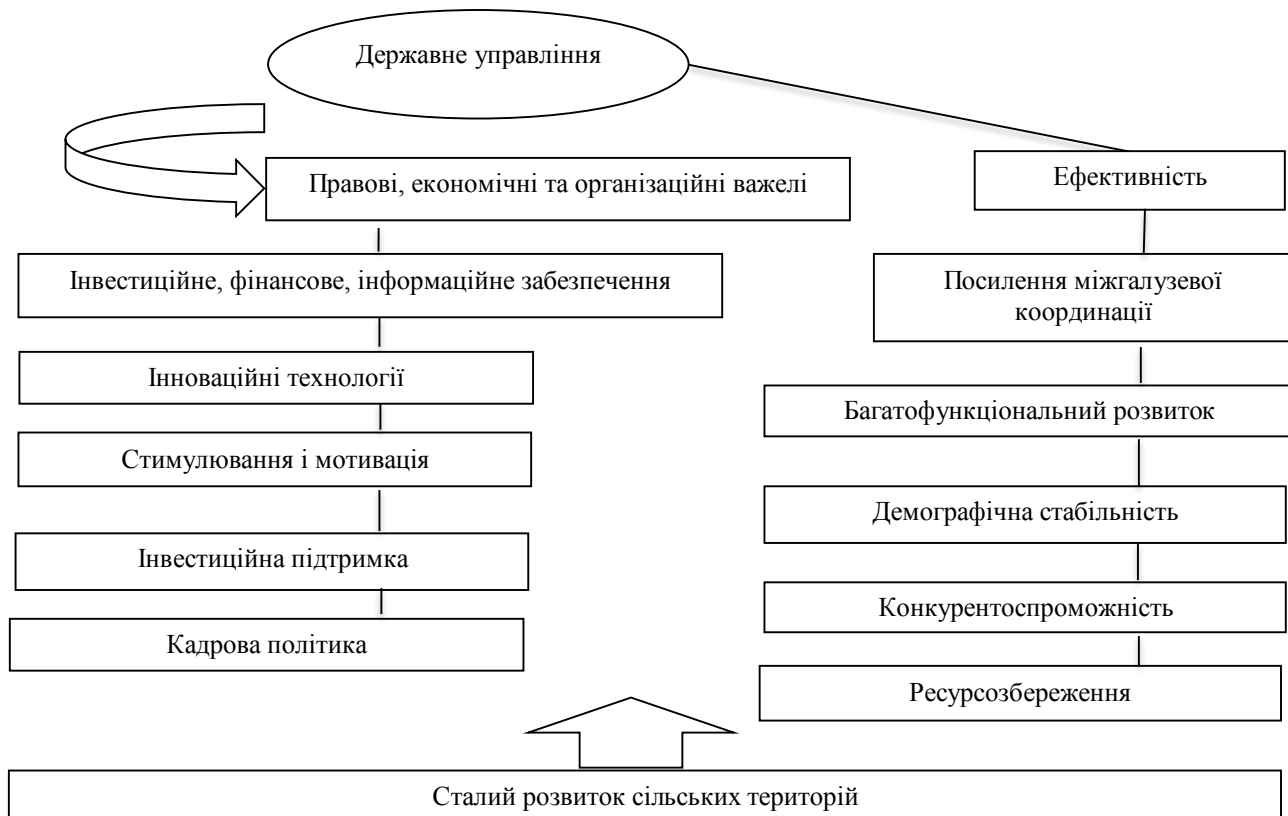 Державне управління
Правові, економічні та організаційні важелі
Інвестиційне, фінансове, інформаційне забезпечення
Інноваційні технології
Стимулювання і мотивація
Інвестиційна підтримка
Кадрова політика
Ефективність
Посилення міжгалузевої
координації
Багатофункціональний розвиток
Демографічна стабільність
Конкурентоспроможність
Ресурсозбереження
Сталий розвиток сільських територій